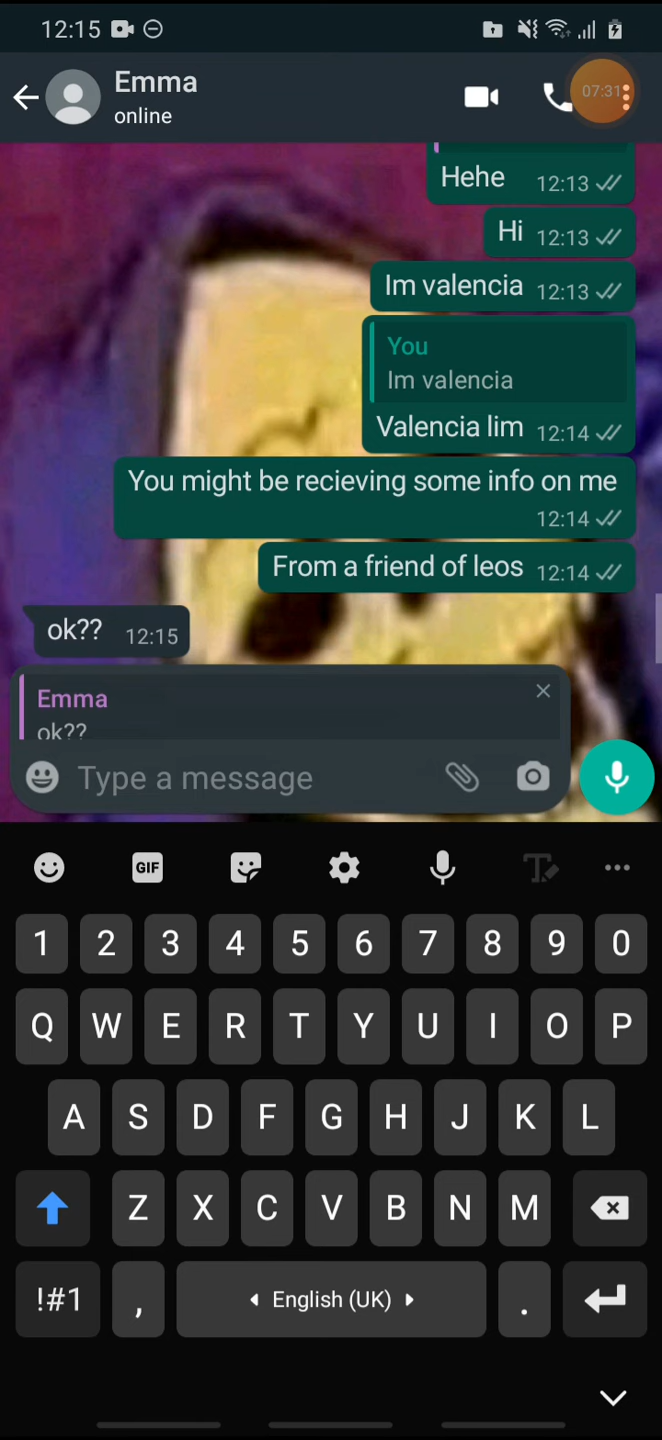 12:15
Emma
07:31
online
Hehe 12:13
Hi 12:13
Im valencia 12:13
You
Im valencia
Valencia lim 12:14
You might be recieving some info on me
12:14
From a friend of leos 12:14
ok?? 12:15
Emma
ok??
Type a message
GIF
1 2 3 4 5 6 7 8 9 0
Q W E R T Y U I O P
A S D F G H J K L
Z X C V B N M
!#1 , English (UK) .